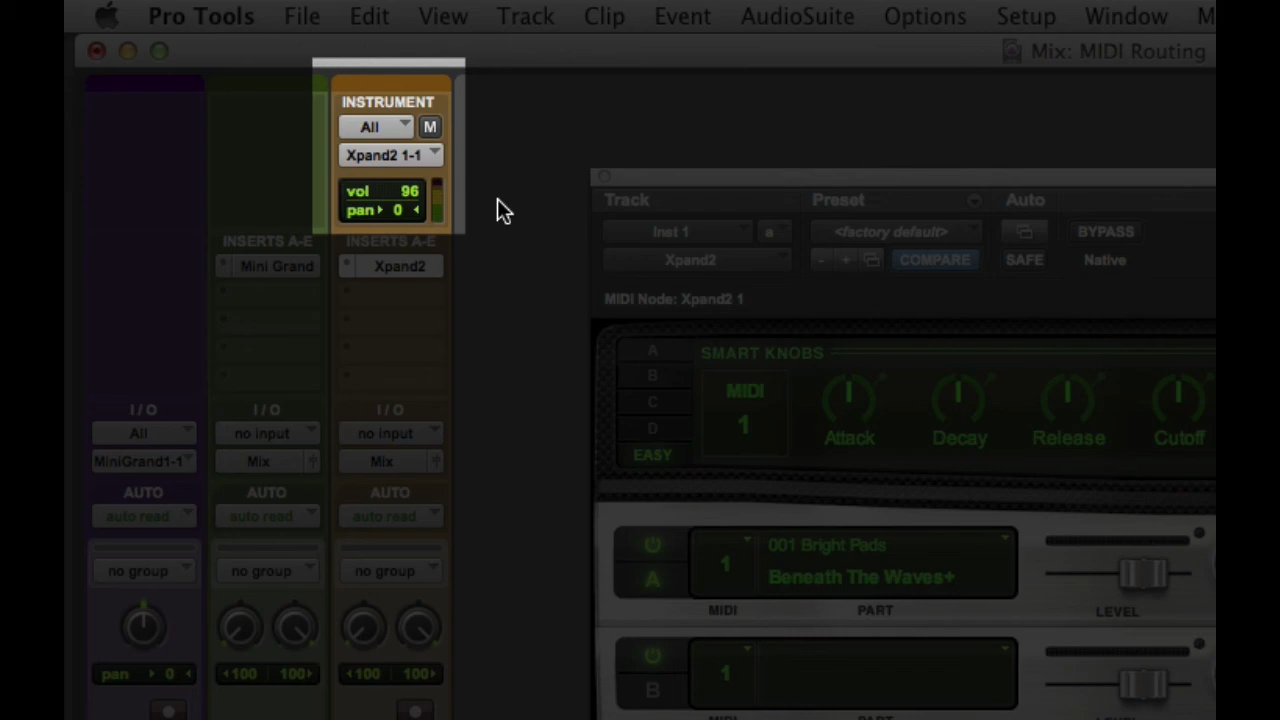 Pro Tools File Edit View Track Clip Event AudioSuite Options Setup Window M
Mix: MIDI Routing
INSTRUMENT
All M
Xpand2 1-1
vol 96
pan 0
INSERTS A-E INSERTS A-E
Mini Grand Xpand2
I / O I / O I / O
All no input no input
MiniGrand1-1 Mix Mix
AUTO AUTO AUTO
auto read auto read auto read
no group no group no group
pan 0 100 100 100 100
Track Preset Auto
Inst 1 a <factory default> BYPASS
Xpand2 - + COMPARE SAFE Native
MIDI Node: Xpand2 1
A
B
C
D
EASY
SMART KNOBS
MIDI
1
Attack Decay Release Cutoff
A 1 001 Bright Pads
Beneath The Waves+
MIDI PART LEVEL
B 1
MIDI PART LEVEL